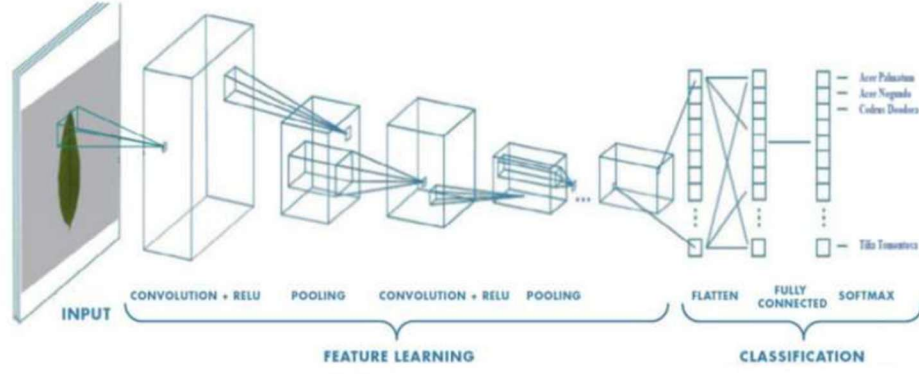 Acer Palmatum
Acer Negundo
Cedrus Deodora
Tilia Tomentosa
INPUT
CONVOLUTION + RELU
POOLING
CONVOLUTION + RELU
POOLING
FLATTEN
FULLY
CONNECTED
SOFTMAX
FEATURE LEARNING
CLASSIFICATION